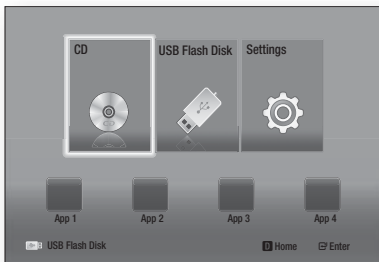 CD USB Flash Disk Settings
App 1 App 2 App 3 App 4
USB Flash Disk D Home Enter